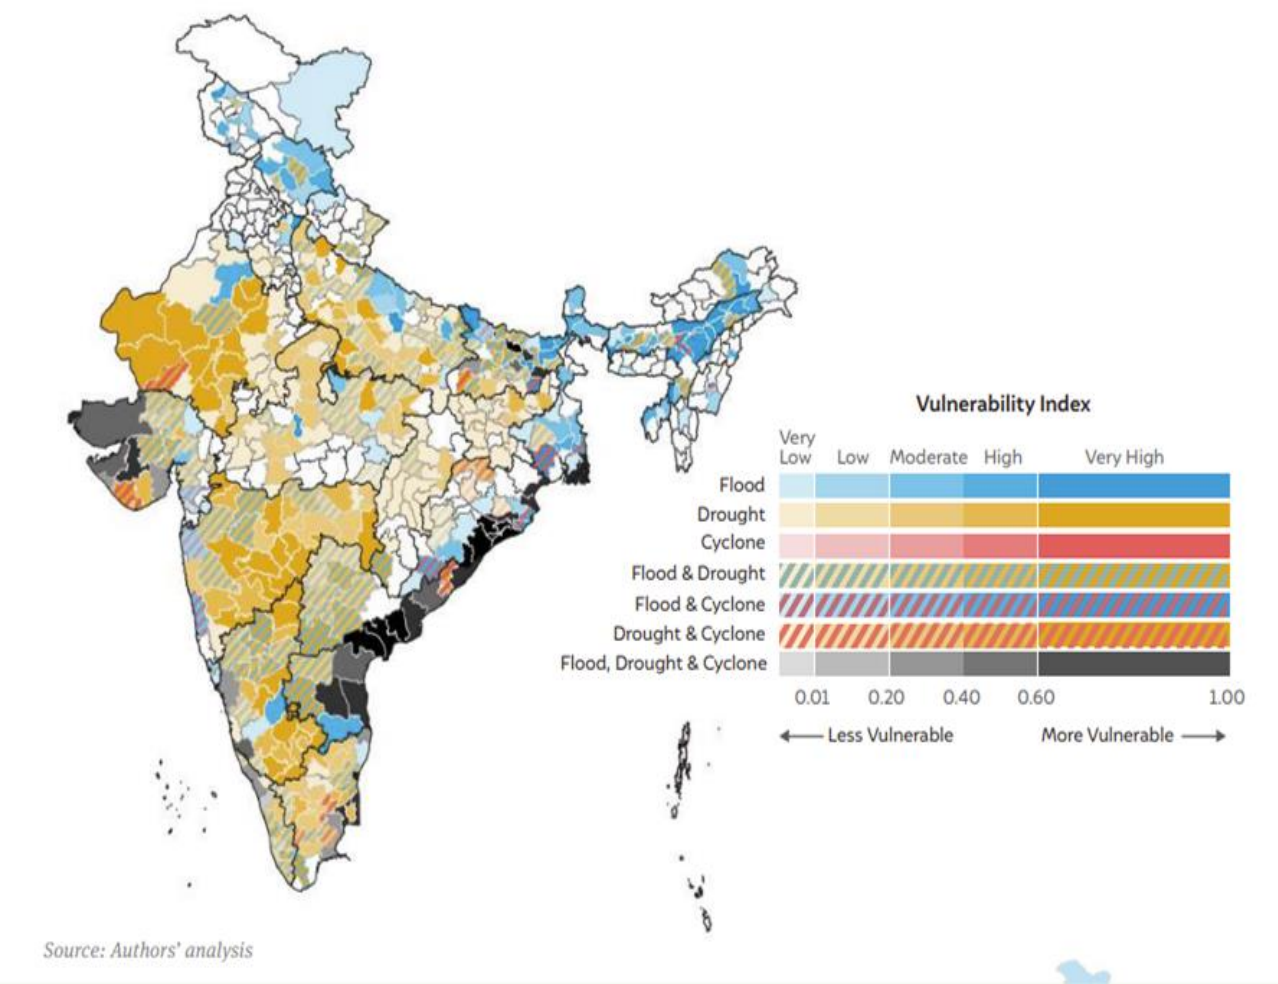 Vulnerability Index
Very
Low Low Moderate High Very High
Flood
Drought
Cyclone
Flood & Drought
Flood & Cyclone
Drought & Cyclone
Flood, Drought & Cyclone
0.01 0.20 0.40 0.60 1.00
Less Vulnerable More Vulnerable
Source: Authors' analysis